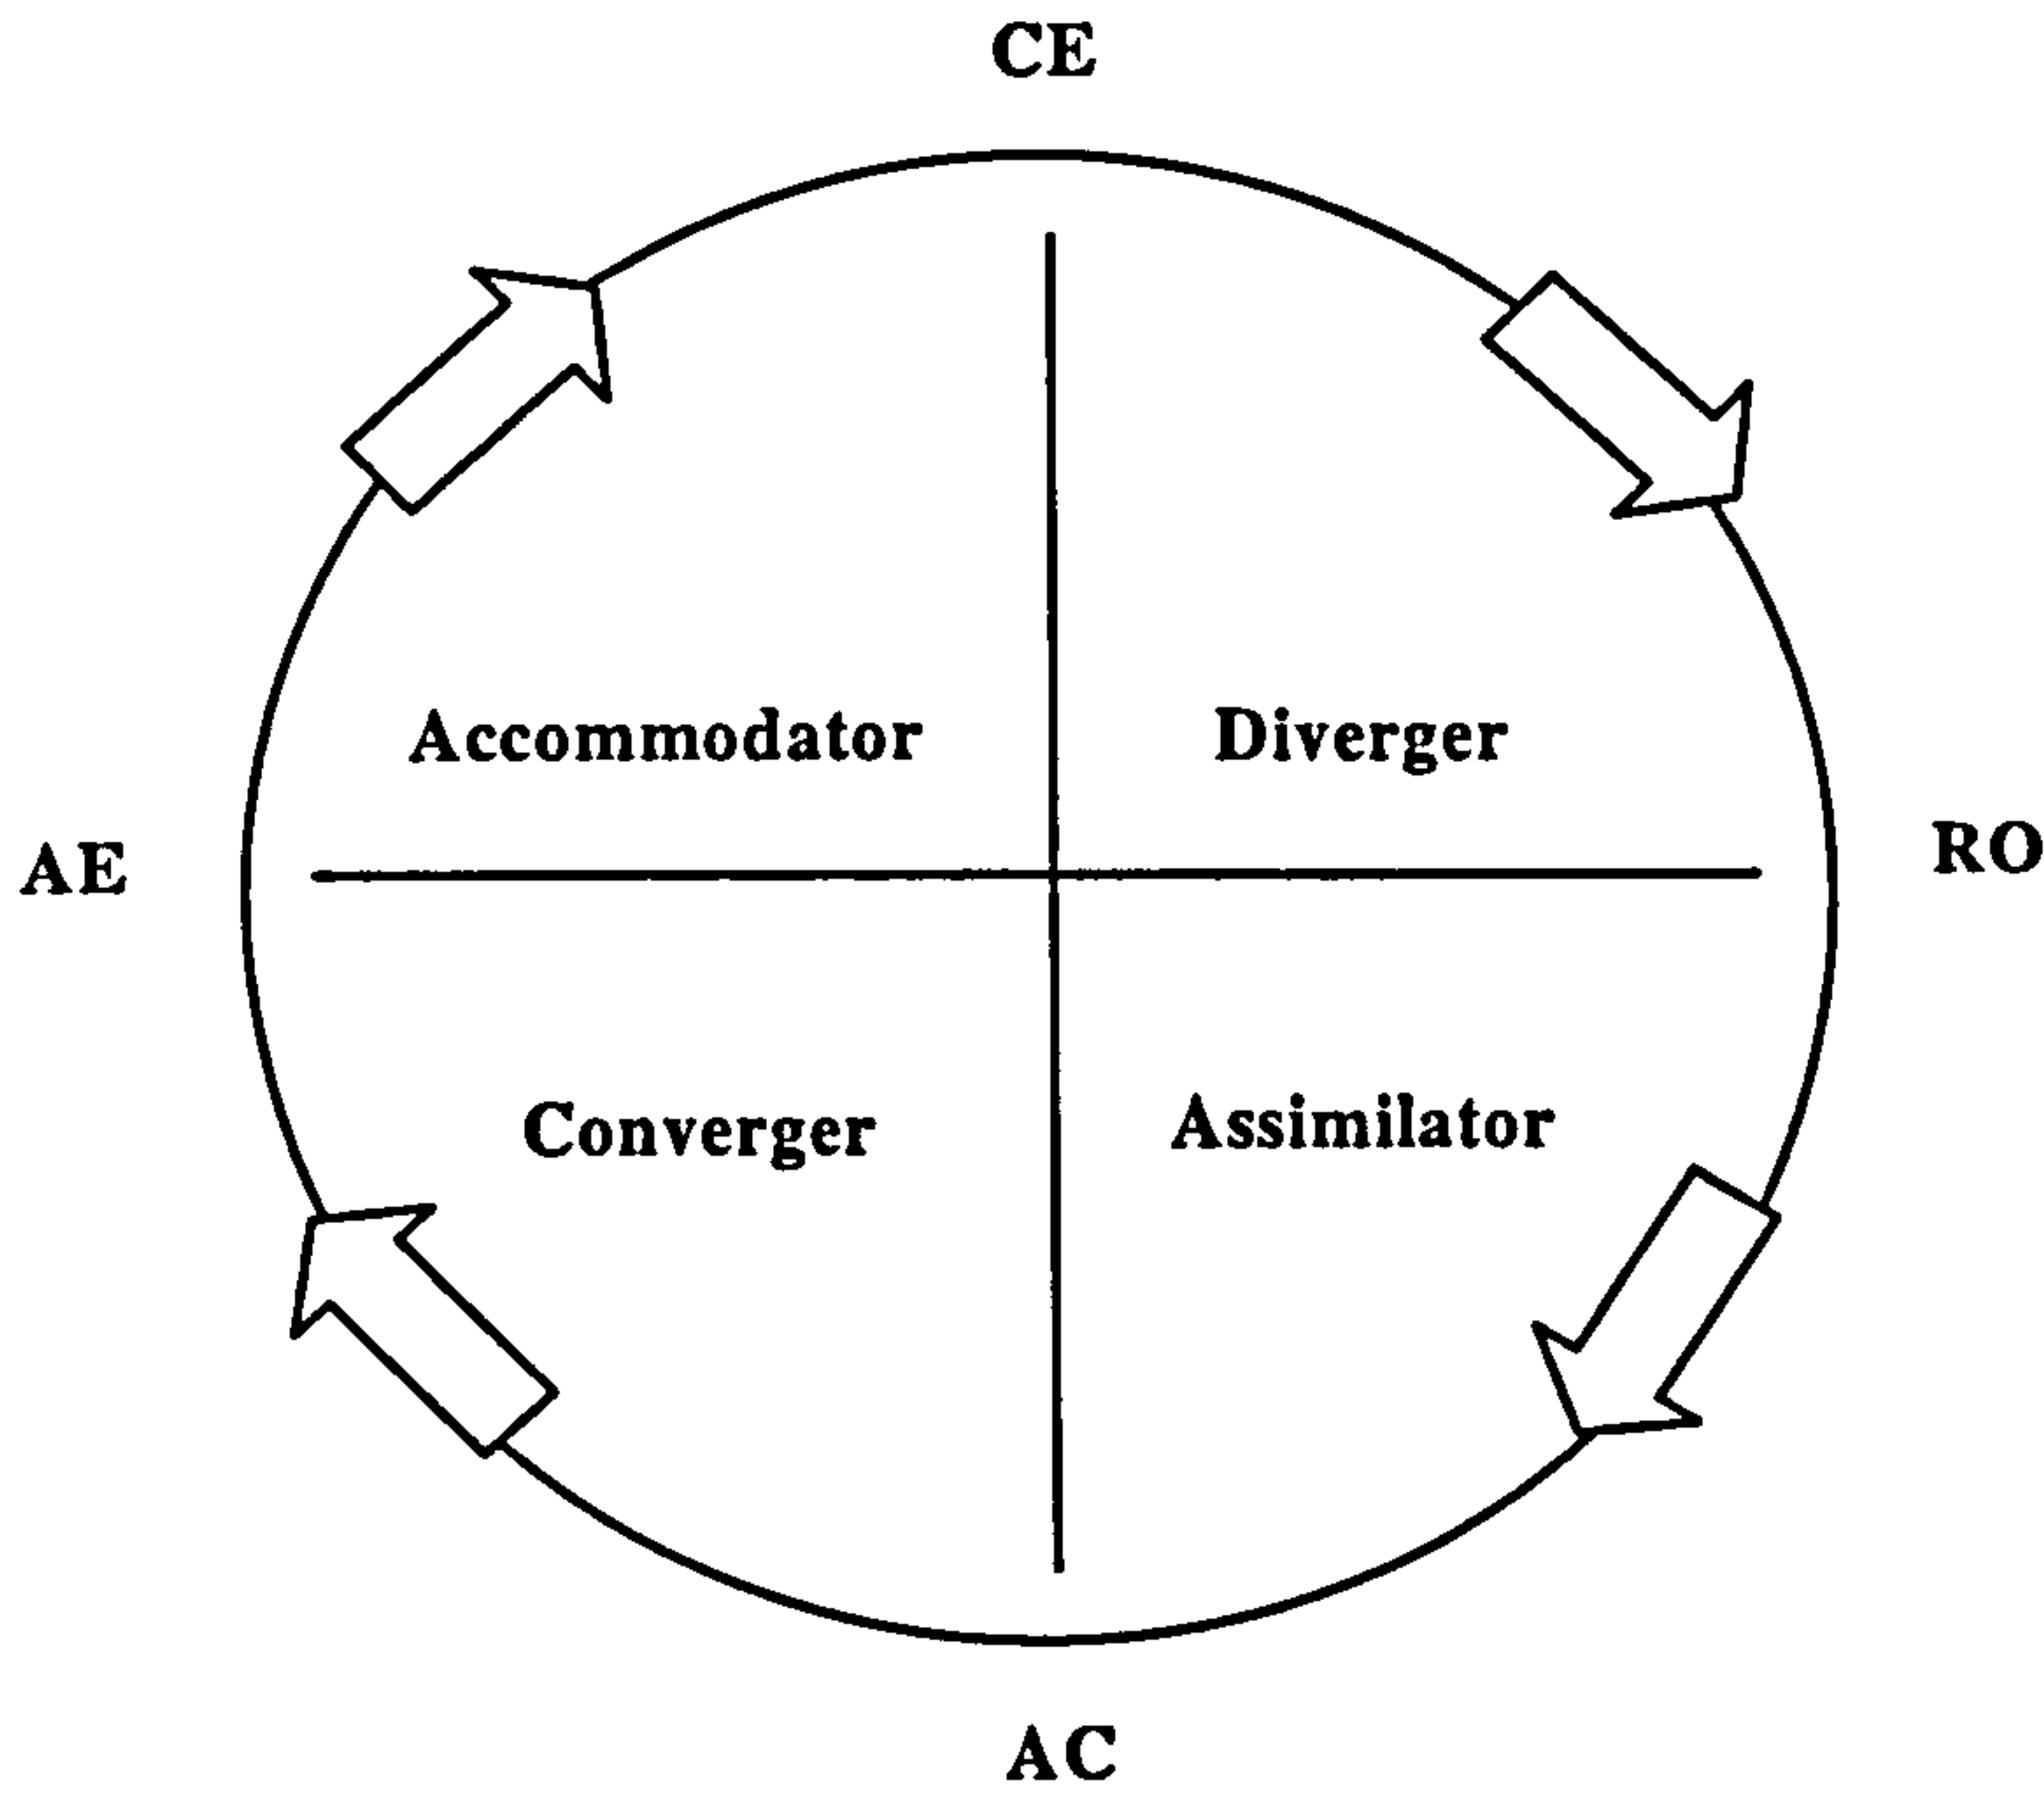 CE
Accommodator Diverger
AE
RO
Converger Assimilator
AC